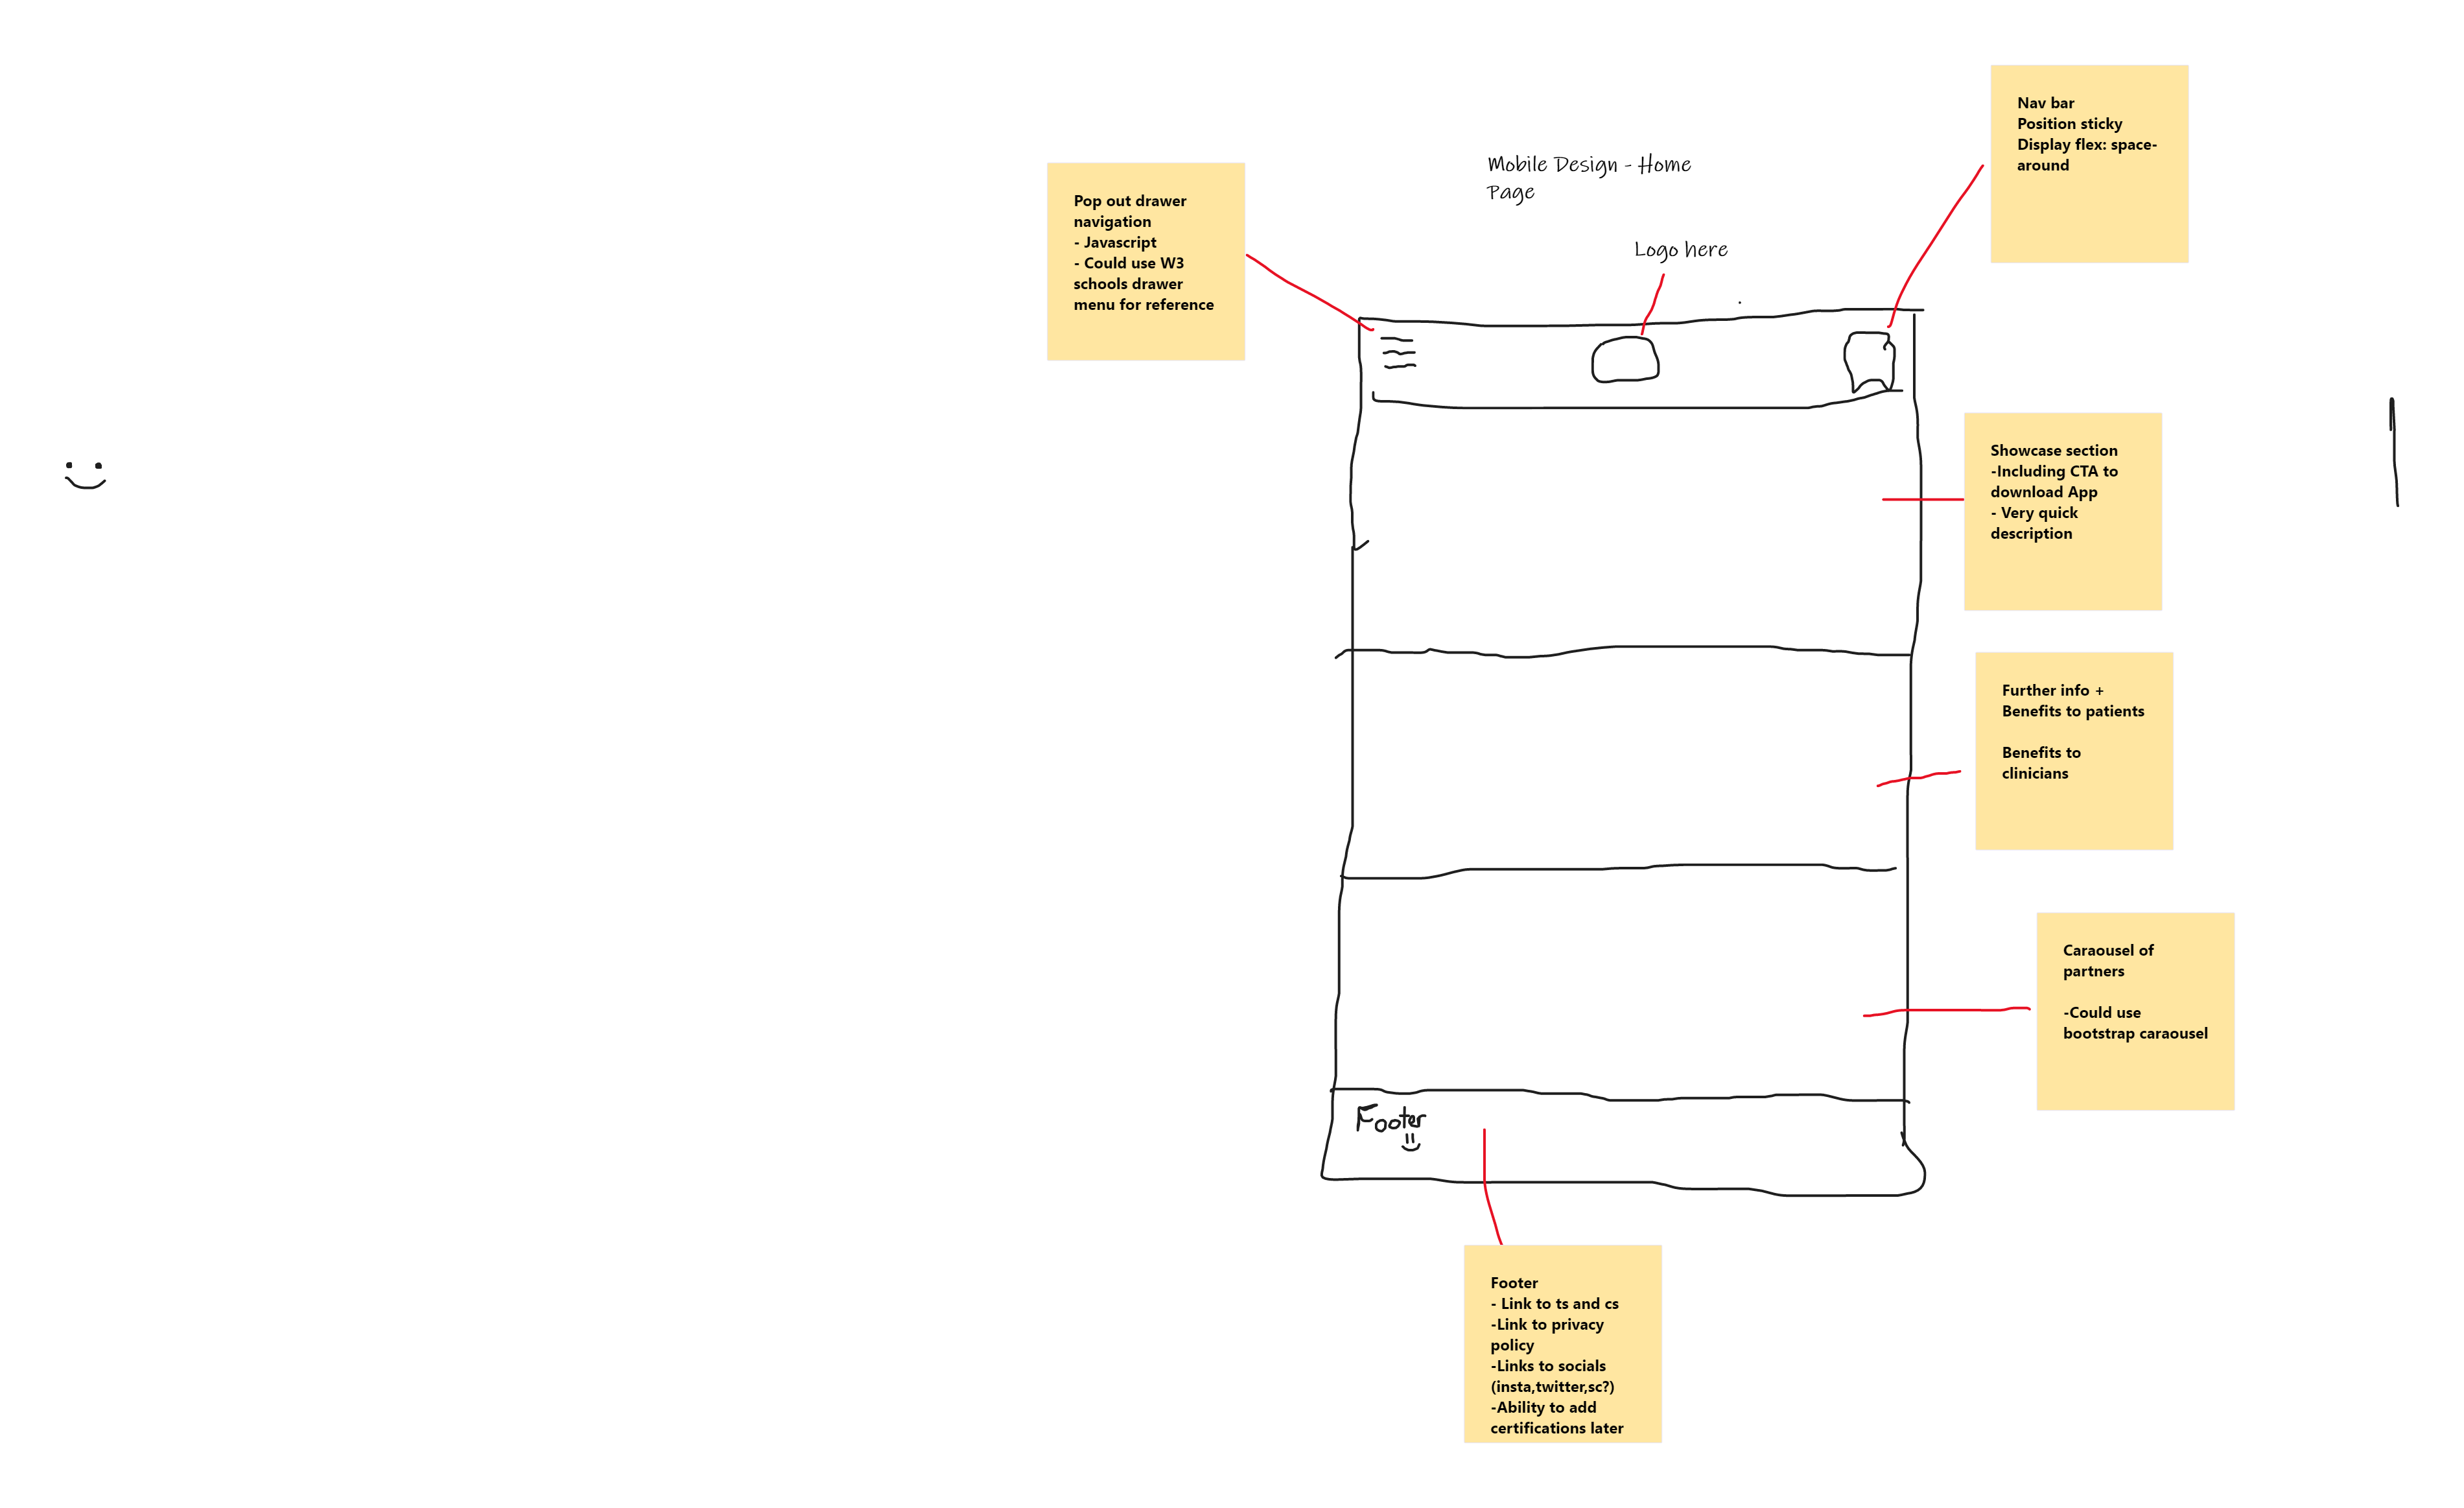 Nav bar
Position sticky
Display flex: space-
around
Mobile Design - Home
Page
Pop out drawer
navigation
- Javascript
- Could use W3
schools drawer
menu for reference
Logo here
Showcase section
-Including CTA to
download App
- Very quick
description
Further info +
Benefits to patients
Benefits to
clinicians
Caraousel of
partners
-Could use
bootstrap caraousel
Footer
Footer
- Link to ts and cs
-Link to privacy
policy
-Links to socials
(insta,twitter,sc?)
-Ability to add
certifications later